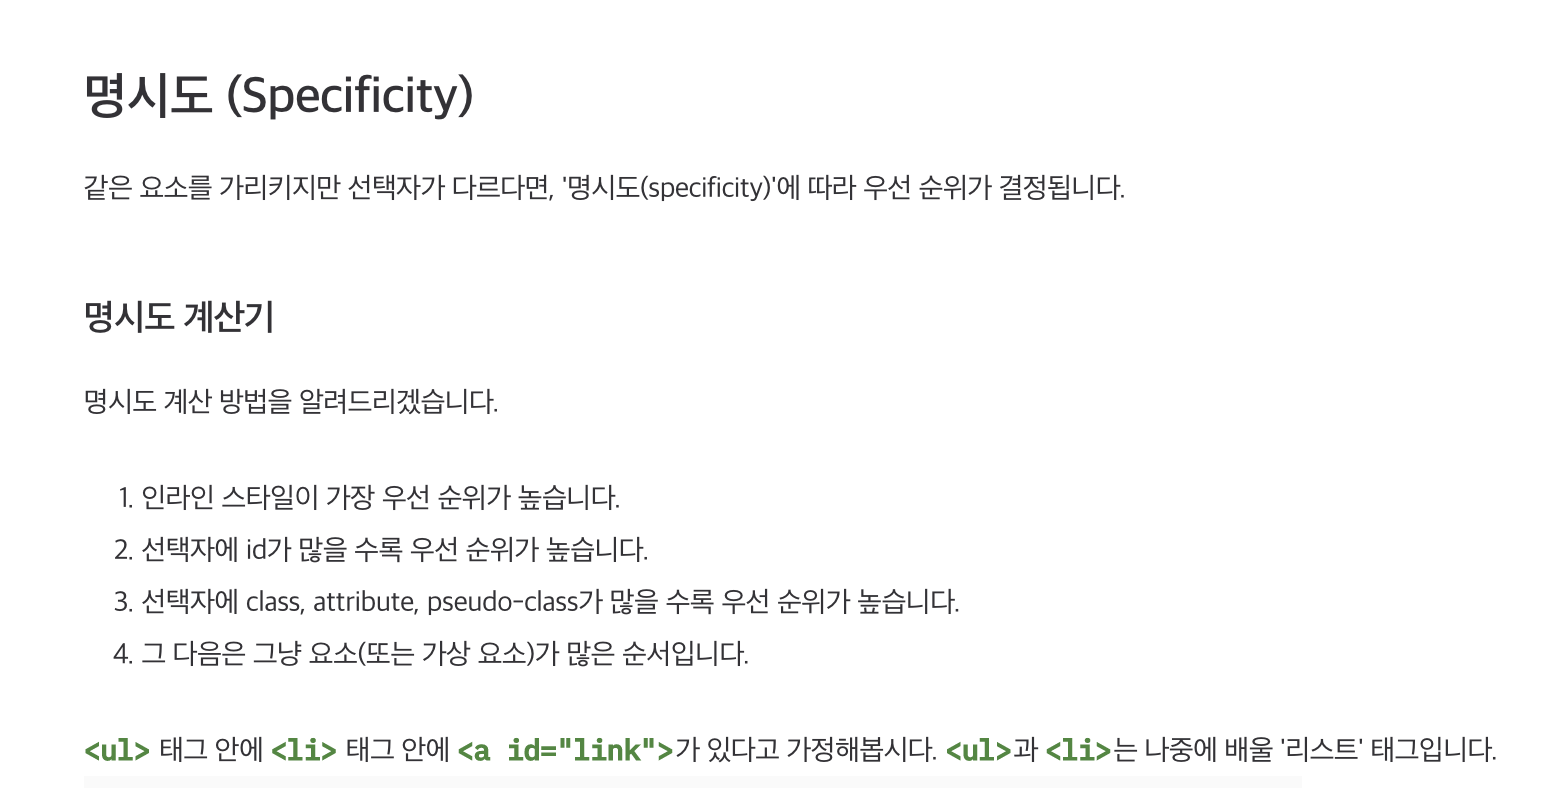 명시도 (Specificity)
같은 요소를 가리키지만 선택자가 다르다면, '명시도(specificity)'에 따라 우선 순위가 결정됩니다.
명시도 계산기
명시도 계산 방법을 알려드리겠습니다.
1. 인라인 스타일이 가장 우선 순위가 높습니다.
2. 선택자에 id가 많을 수록 우선 순위가 높습니다.
3. 선택자에 class, attribute, pseudo-class가 많을 수록 우선 순위가 높습니다.
4. 그 다음은 그냥 요소(또는 가상 요소)가 많은 순서입니다.
<ul> 태그 안에 <li> 태그 안에 <a id="link">가 있다고 가정해봅시다. <ul>과 <li>는 나중에 배울 '리스트' 태그입니다.